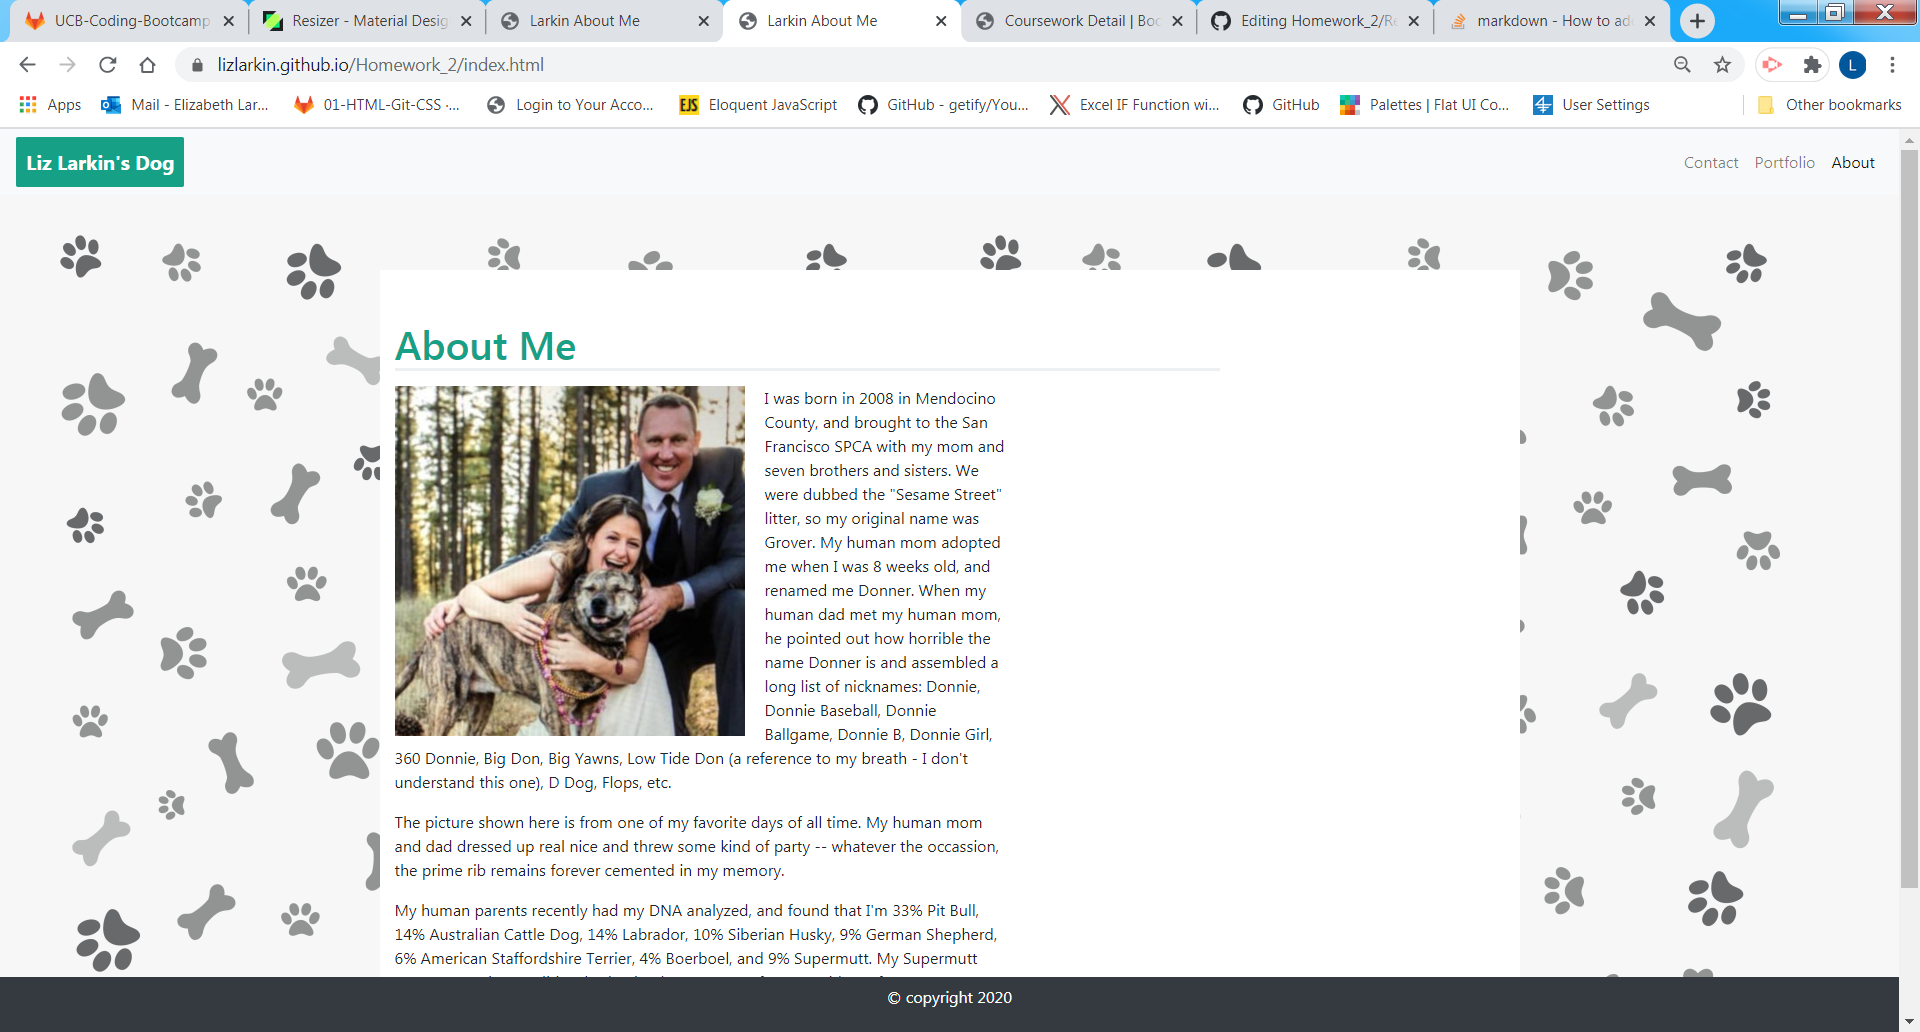 UCB-Coding-Bootcamp
Resizer - Material Desig
Larkin About Me
Larkin About Me
Coursework Detail | Boo
Editing Homework_2/Re
markdown - How to ad
lizlarkin.github.io/Homework_2/index.html
L
Apps
Mail - Elizabeth Lar...
01-HTML-Git-CSS ·...
Login to Your Acco...
EJS
Eloquent JavaScript
GitHub - getify/You...
Excel IF Function wi...
GitHub
Palettes | Flat UI Co...
User Settings
Other bookmarks
Liz Larkin's Dog
Contact
Portfolio
About
About Me
I was born in 2008 in Mendocino
County, and brought to the San
Francisco SPCA with my mom and
seven brothers and sisters. We
were dubbed the "Sesame Street"
litter, so my original name was
Grover. My human mom adopted
me when I was 8 weeks old, and
renamed me Donner. When my
human dad met my human mom,
he pointed out how horrible the
name Donner is and assembled a
long list of nicknames: Donnie,
Donnie Baseball, Donnie
Ballgame, Donnie B, Donnie Girl,
360 Donnie, Big Don, Big Yawns, Low Tide Don (a reference to my breath - I don't
understand this one), D Dog, Flops, etc.
The picture shown here is from one of my favorite days of all time. My human mom
and dad dressed up real nice and threw some kind of party -- whatever the occassion,
the prime rib remains forever cemented in my memory.
My human parents recently had my DNA analyzed, and found that I'm 33% Pit Bull,
14% Australian Cattle Dog, 14% Labrador, 10% Siberian Husky, 9% German Shepherd,
6% American Staffordshire Terrier, 4% Boerboel, and 9% Supermutt. My Supermutt
© copyright 2020